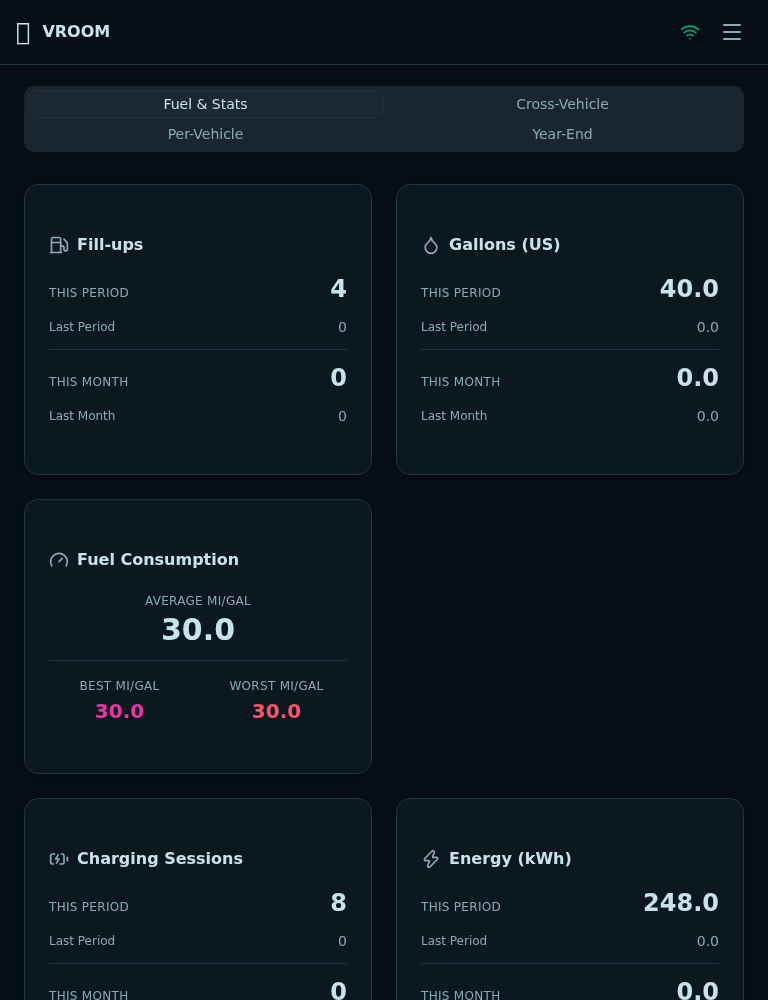 VROOM
Fuel & Stats
Cross-Vehicle
Per-Vehicle
Year-End
Fill-ups
THIS PERIOD 4
Last Period 0
THIS MONTH 0
Last Month 0
Gallons (US)
THIS PERIOD 40.0
Last Period 0.0
THIS MONTH 0.0
Last Month 0.0
Fuel Consumption
AVERAGE MI/GAL
30.0
BEST MI/GAL
30.0
WORST MI/GAL
30.0
Charging Sessions
THIS PERIOD 8
Last Period 0
THIS MONTH 0
Energy (kWh)
THIS PERIOD 248.0
Last Period 0.0
THIS MONTH 0.0